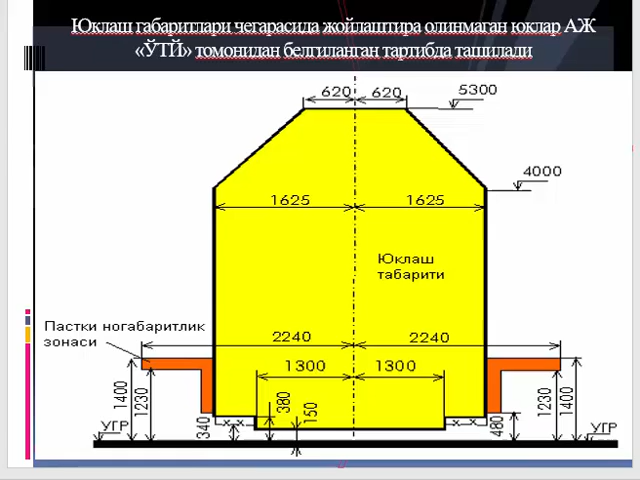 Юклаш габаритлари чегарасида жойлаштира олинмаган юклар АЖ
«ЎТЙ» томонидан белгиланган тартибда ташилади
620 620 5300
4000
1625 1625
Юклаш
табарити
Пастки ногабаритлик
зонаси
2240 2240
1300 1300
1400 1230 340 380 150 480 1230 1400
УГР УГР